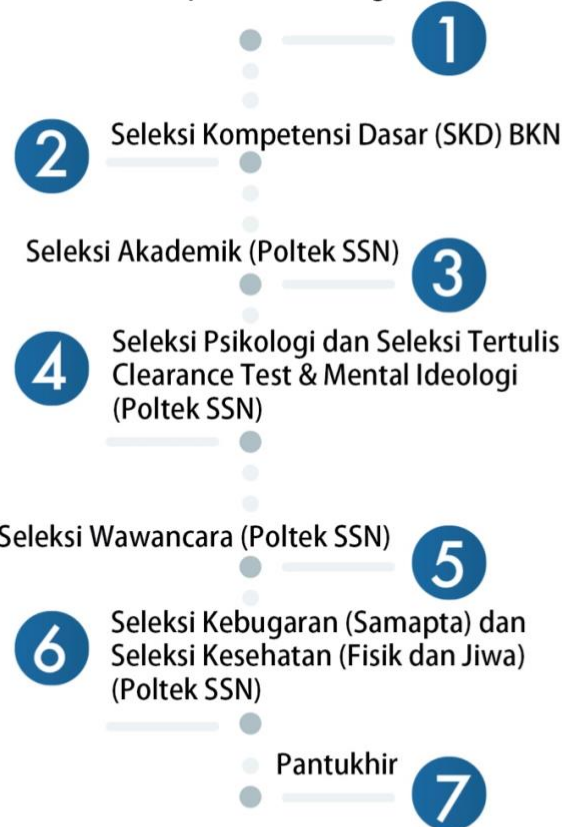 1
2
Seleksi Kompetensi Dasar (SKD) BKN
Seleksi Akademik (Poltek SSN)
3
4
Seleksi Psikologi dan Seleksi Tertulis
Clearance Test & Mental Ideologi
(Poltek SSN)
Seleksi Wawancara (Poltek SSN)
5
6
Seleksi Kebugaran (Samapta) dan
Seleksi Kesehatan (Fisik dan Jiwa)
(Poltek SSN)
Pantukhir
7